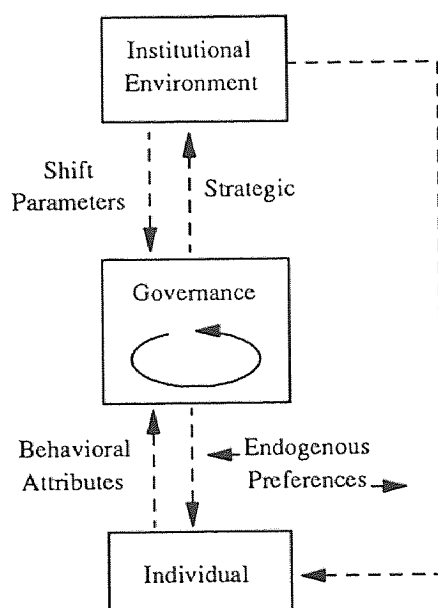 Institutional
Environment
Shift
Parameters
Strategic
Governance
Behavioral
Attributes
Endogenous
Preferences
Individual